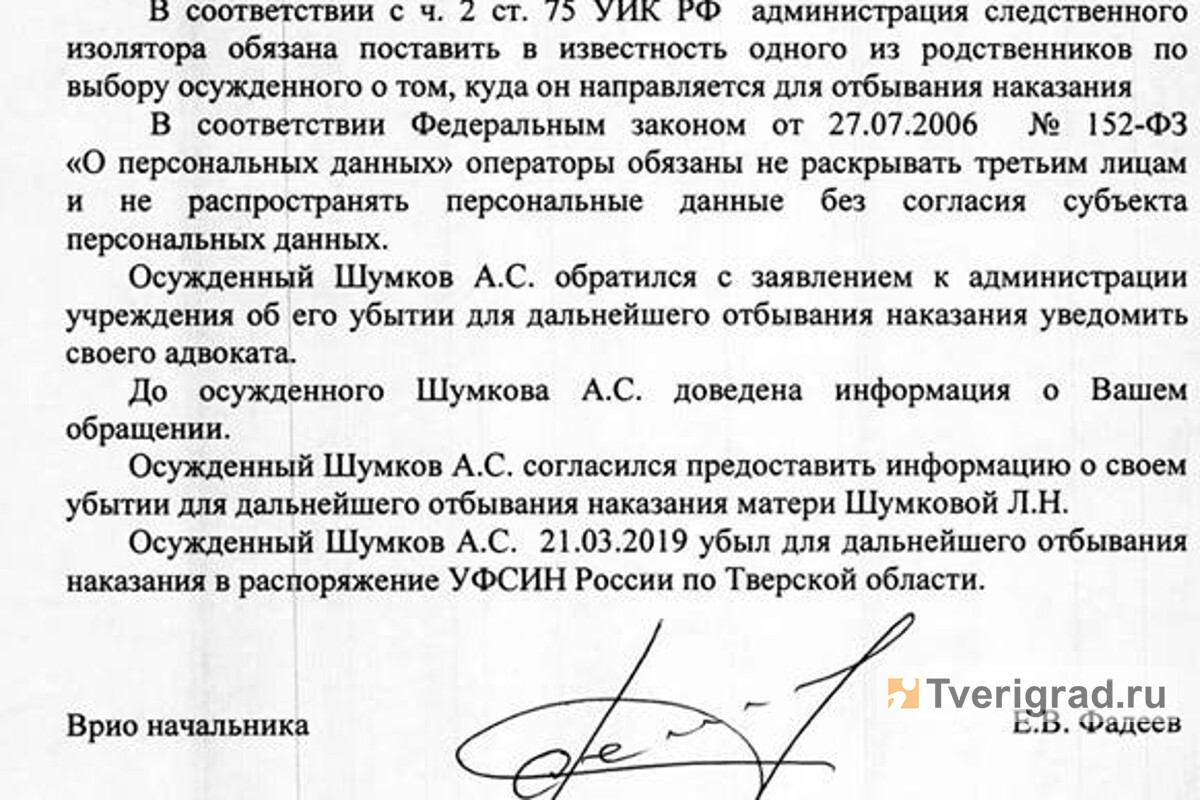 В соответствии с ч. 2 ст. 75 УИК РФ администрация следственного
изолятора обязана поставить в известность одного из родственников по
выбору осужденного о том, куда он направляется для отбывания наказания
В соответствии Федеральным законом от 27.07.2006 № 152-ФЗ
«О персональных данных» операторы обязаны не раскрывать третьим лицам
и не распространять персональные данные без согласия субъекта
персональных данных.
Осужденный Шумков А.С. обратился с заявлением к администрации
учреждения об его убытии для дальнейшего отбывания наказания уведомить
своего адвоката.
До осужденного Шумкова А.С. доведена информация о Вашем
обращении.
Осужденный Шумков А.С. согласился предоставить информацию о своем
убытии для дальнейшего отбывания наказания матери Шумковой Л.Н.
Осужденный Шумков А.С. 21.03.2019 убыл для дальнейшего отбывания
наказания в распоряжение УФСИН России по Тверской области.
Tverigrad.ru
Врио начальника Е.В. Фадеев